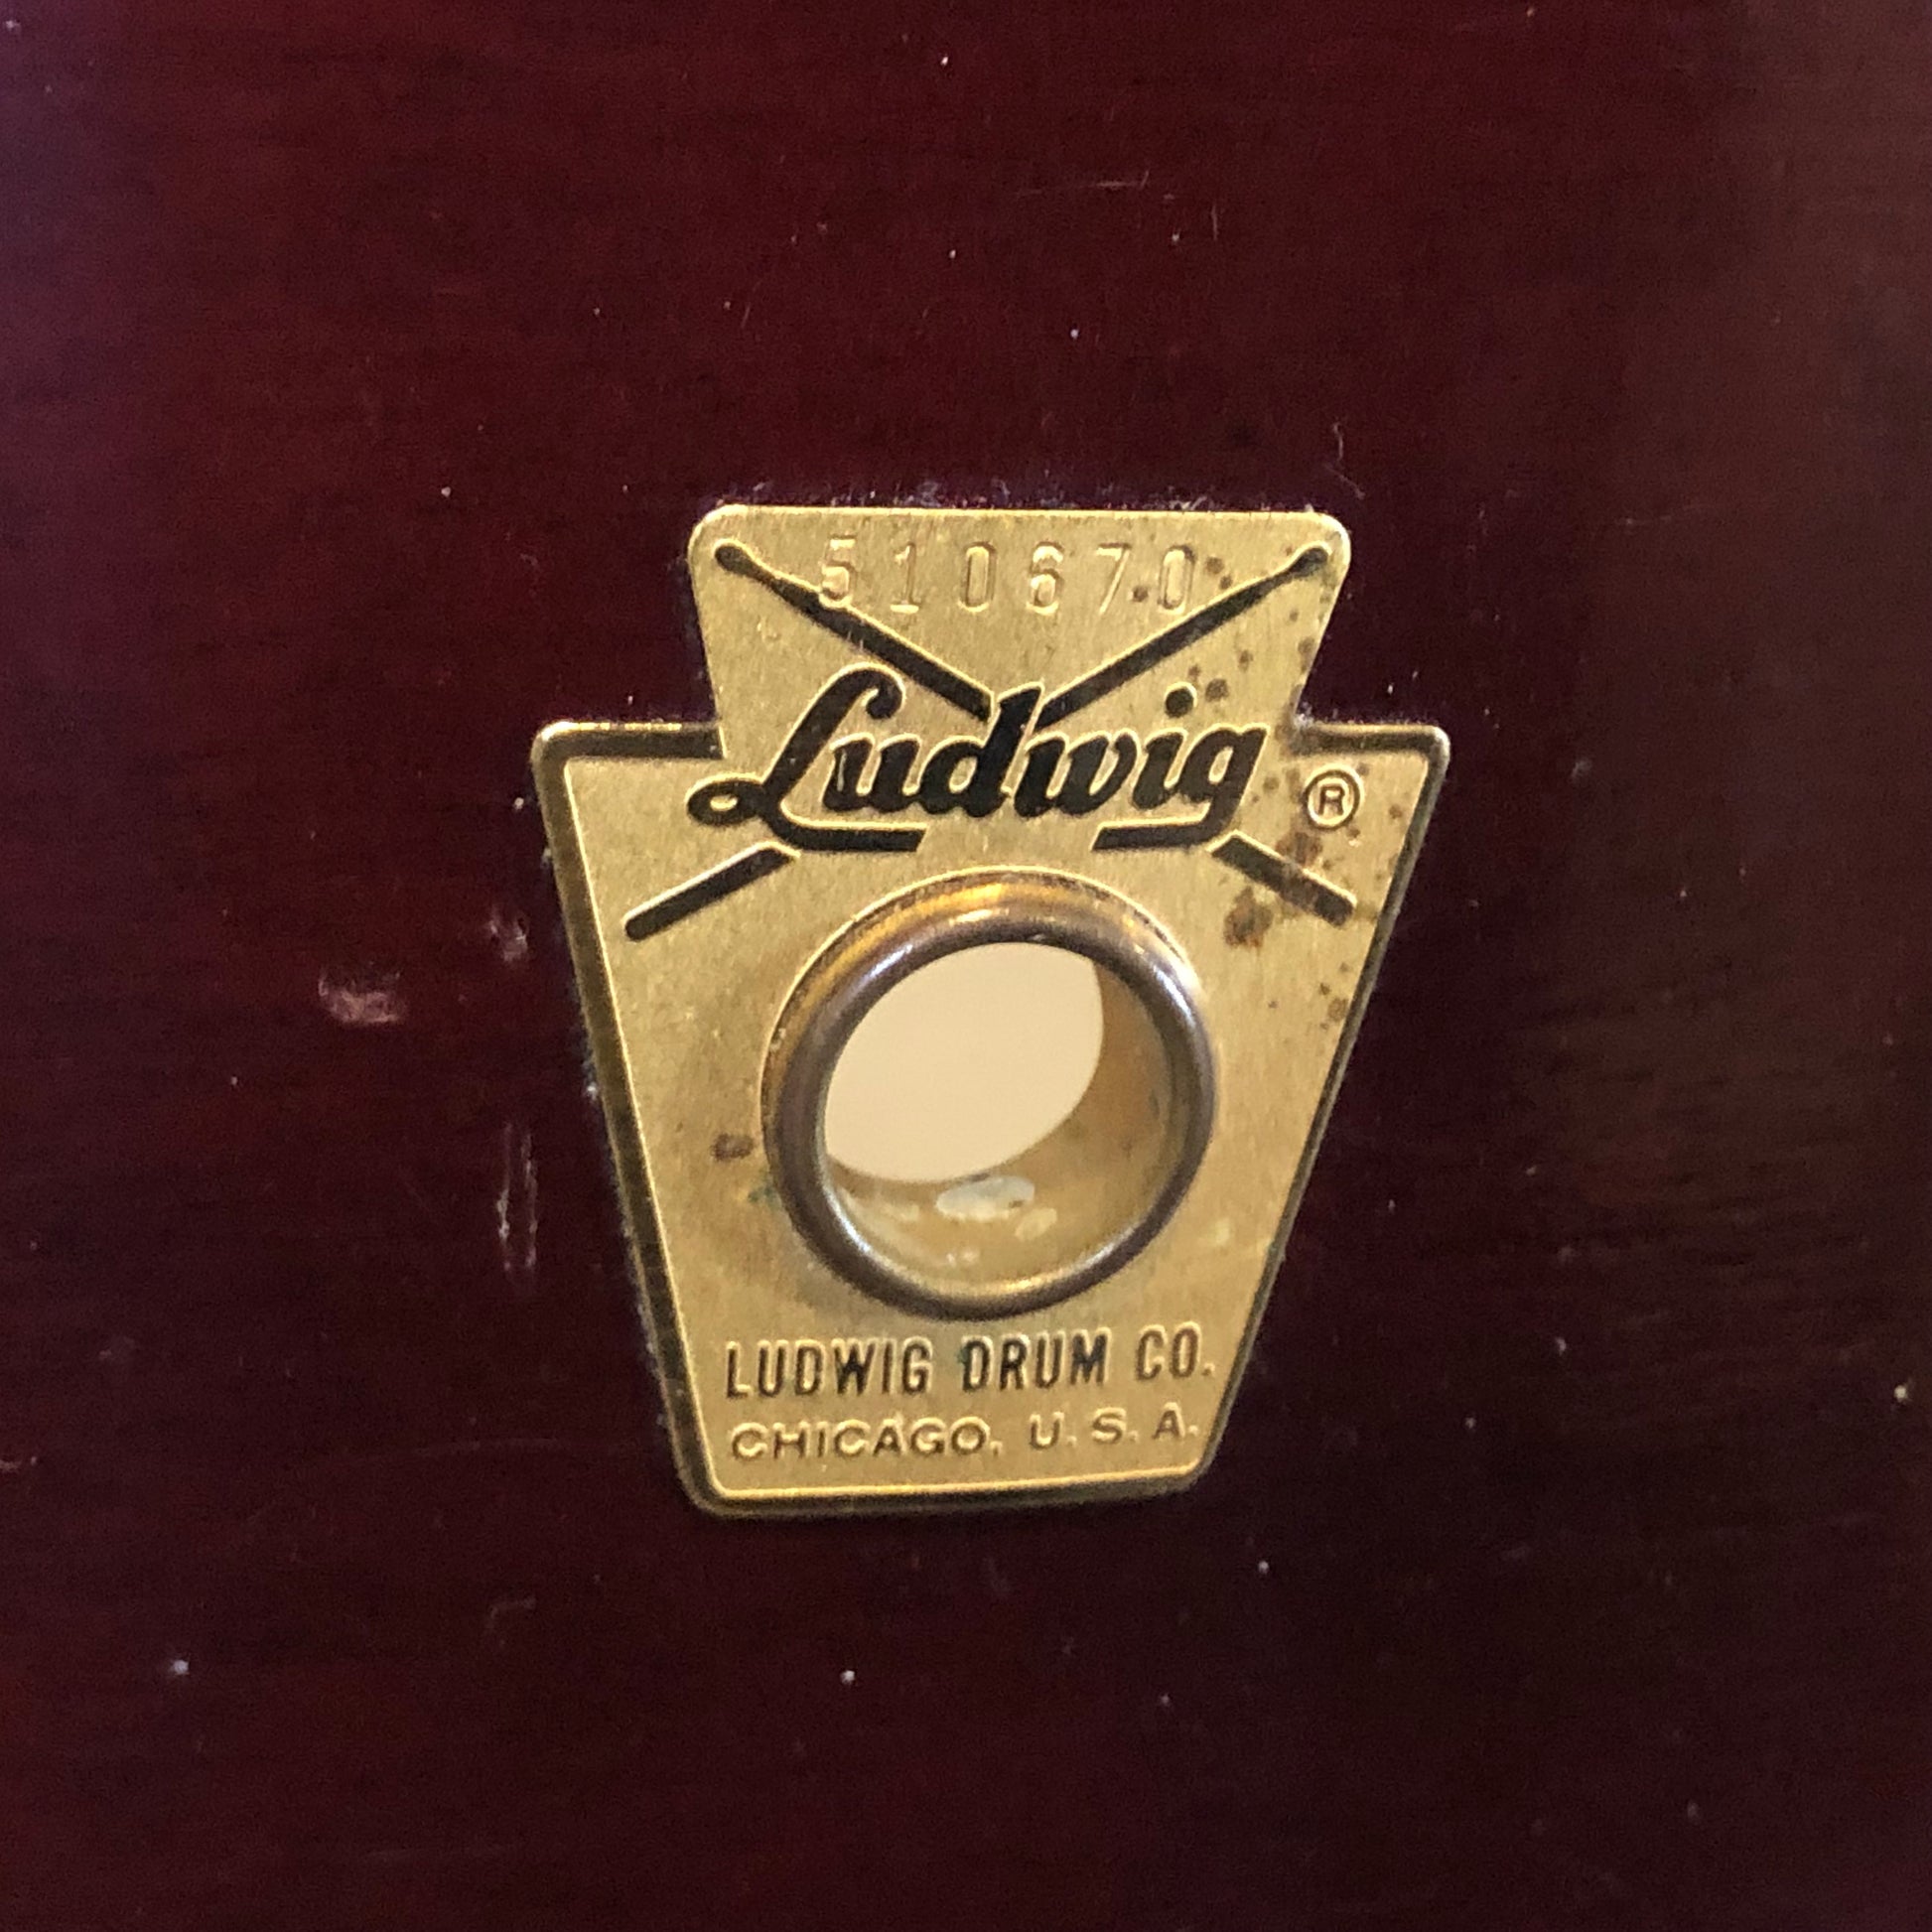 510670
Ludwig ®
LUDWIG DRUM CO.
CHICAGO, U.S.A.